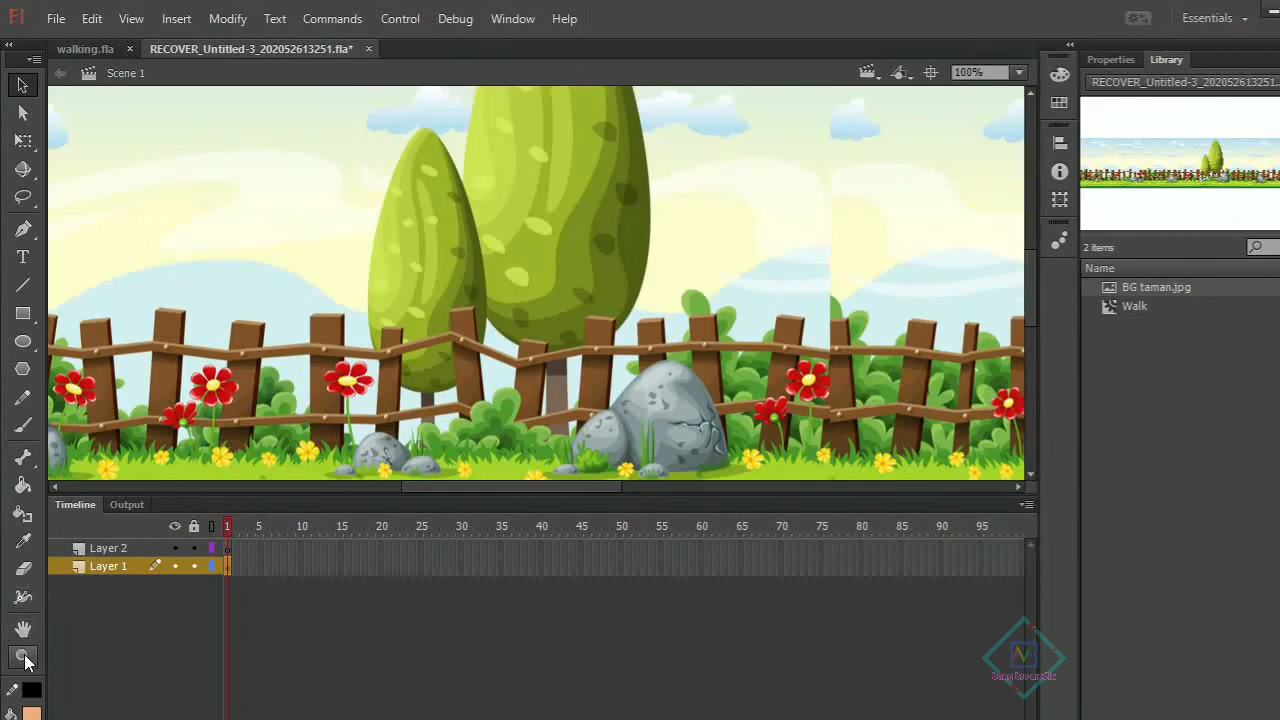 Fl File Edit View Insert Modify Text Commands Control Debug Window Help Essentials
walking.fla × RECOVER_Untitled-3_202052613251.fla* × Properties Library
Scene 1 100% RECOVER_Untitled-3_202052613251.
2 items
Name
BG taman.jpg
Walk
Timeline Output
1 5 10 15 20 25 30 35 40 45 50 55 60 65 70 75 80 85 90 95
Layer 2
Layer 1